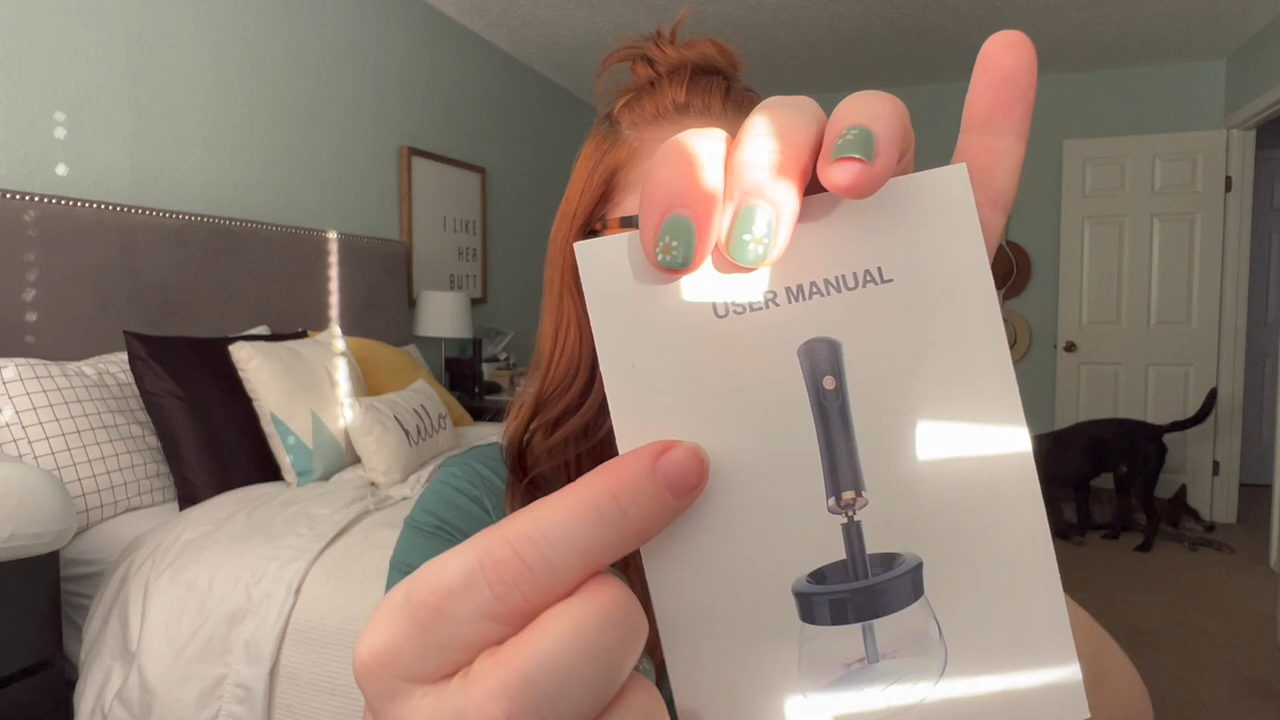 I LIKE
HER
BUTT
hello
USER MANUAL